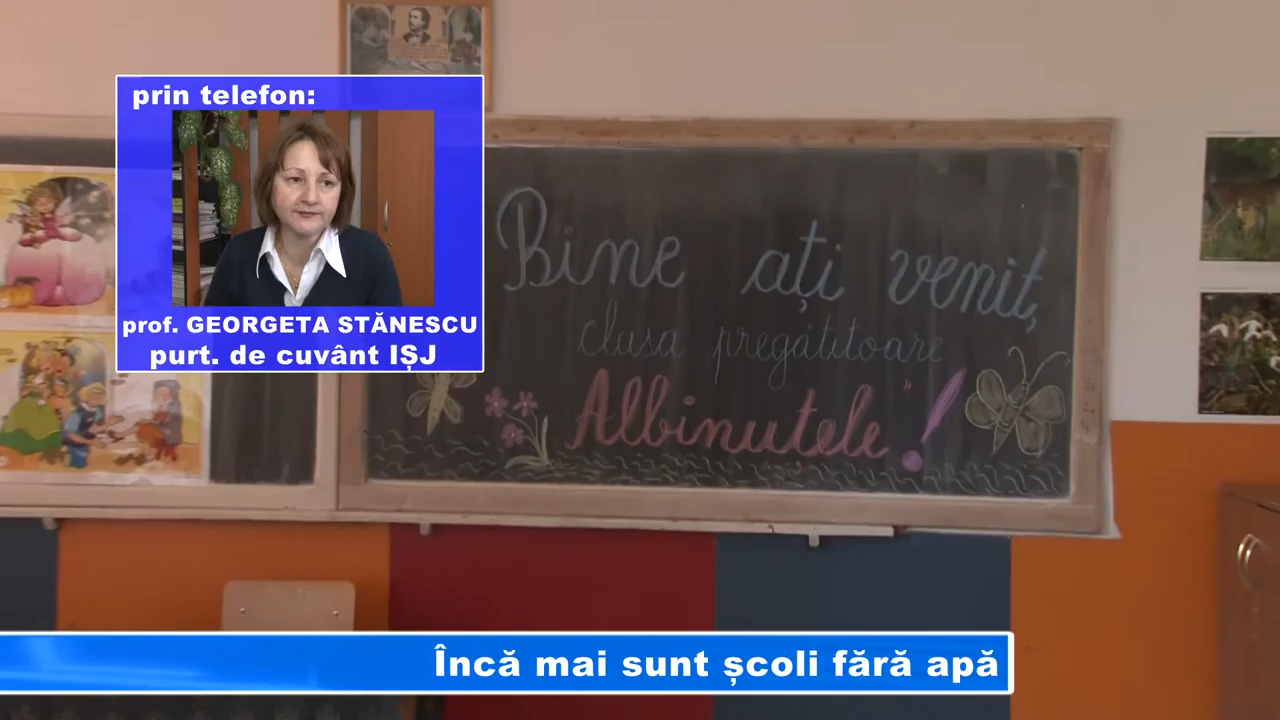 prin telefon:
prof. GEORGETA STĂNESCU
purt. de cuvânt IȘJ
Bine ați venit,
clasa pregătitoare
Albinuțele"!
Încă mai sunt școli fără apă